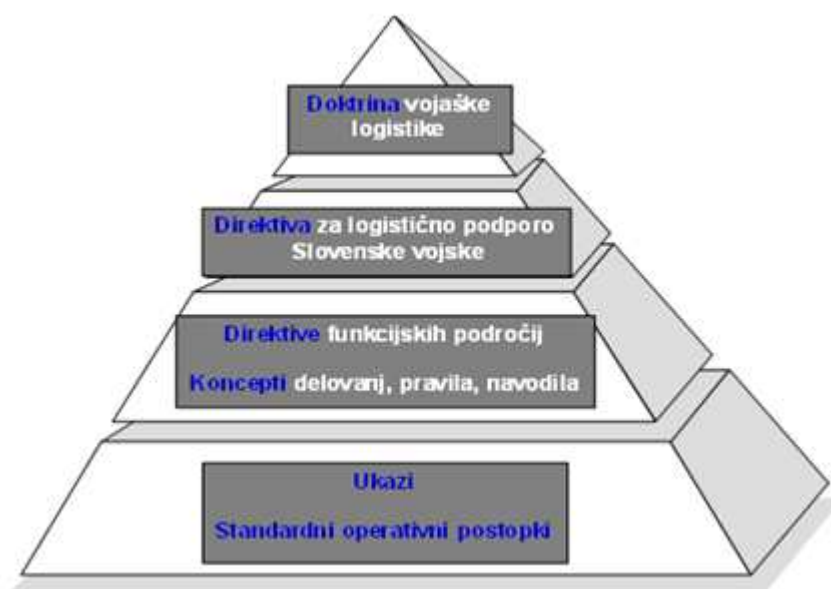 Doktrina vojaške
logistike
Direktiva za logistično podporo
Slovenske vojske
Direktive funkcijskih področij
Koncepti delovanj, pravila, navodila
Ukazi
Standardni operativni postopki